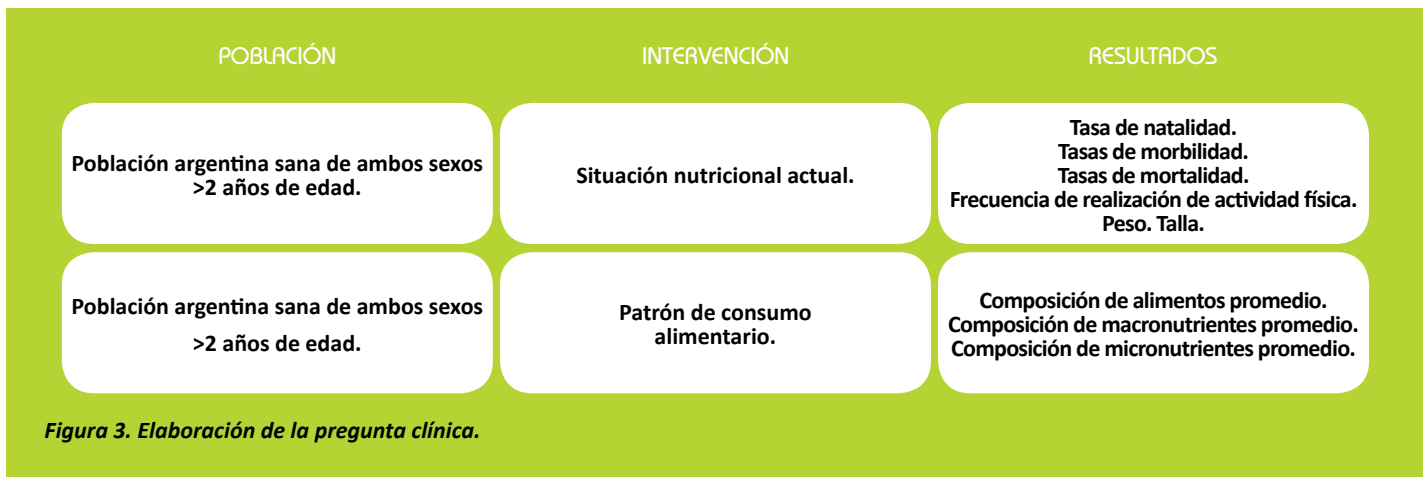 POBLACIÓN
INTERVENCIÓN
RESULTADOS
Población argentina sana de ambos sexos
>2 años de edad.
Situación nutricional actual.
Tasa de natalidad.
Tasas de morbilidad.
Tasas de mortalidad.
Frecuencia de realización de actividad física.
Peso. Talla.
Población argentina sana de ambos sexos
>2 años de edad.
Patrón de consumo
alimentario.
Composición de alimentos promedio.
Composición de macronutrientes promedio.
Composición de micronutrientes promedio.
Figura 3. Elaboración de la pregunta clínica.